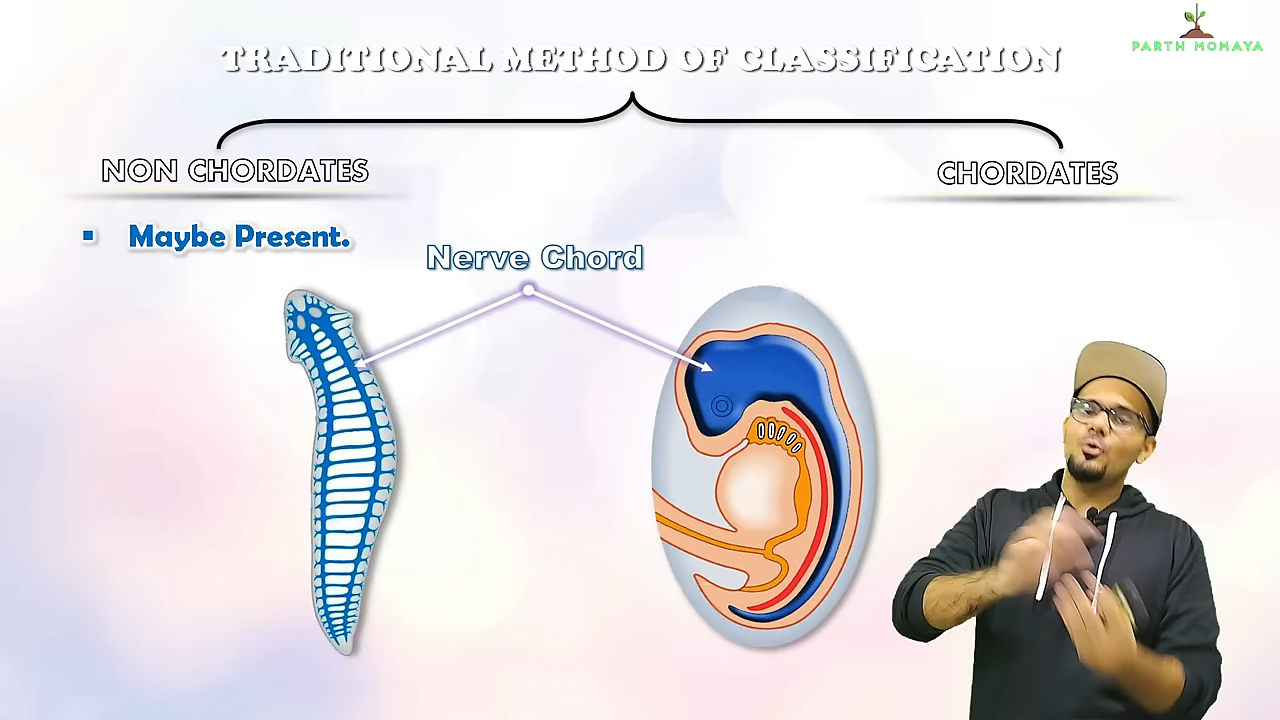 PARTH MOMAYA
TRADITIONAL METHOD OF CLASSIFICATION
NON CHORDATES
CHORDATES
▪ Maybe Present.
Nerve Chord